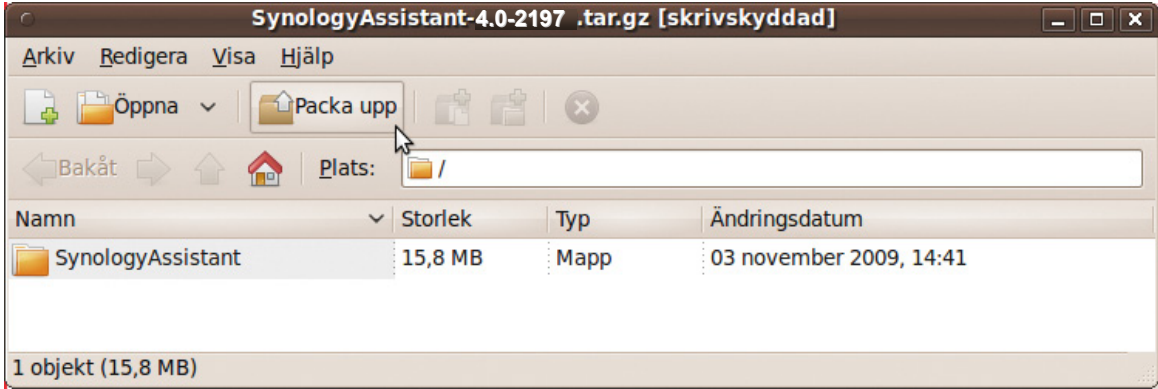 SynologyAssistant-4.0-2197 .tar.gz [skrivskyddad]
Arkiv Redigera Visa Hjälp
Öppna Packa upp
Bakåt Plats: /
Namn Storlek Typ Ändringsdatum
SynologyAssistant 15,8 MB Mapp 03 november 2009, 14:41
1 objekt (15,8 MB)